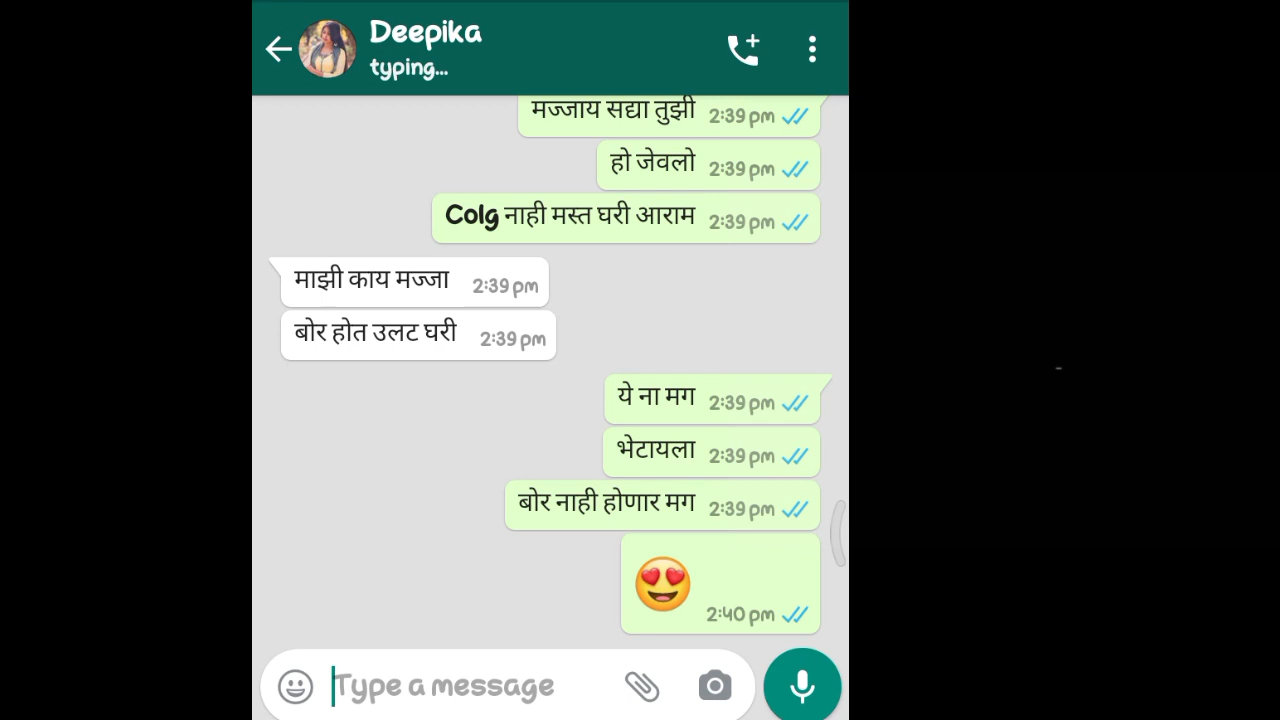 Deepika
typing...
मज्जाय सद्या तुझी 2:39 pm
हो जेवलो 2:39 pm
Colg नाही मस्त घरी आराम 2:39 pm
माझी काय मज्जा 2:39 pm
बोर होत उलट घरी 2:39 pm
ये ना मग 2:39 pm
भेटायला 2:39 pm
बोर नाही होणार मग 2:39 pm
😍 2:40 pm
Type a message